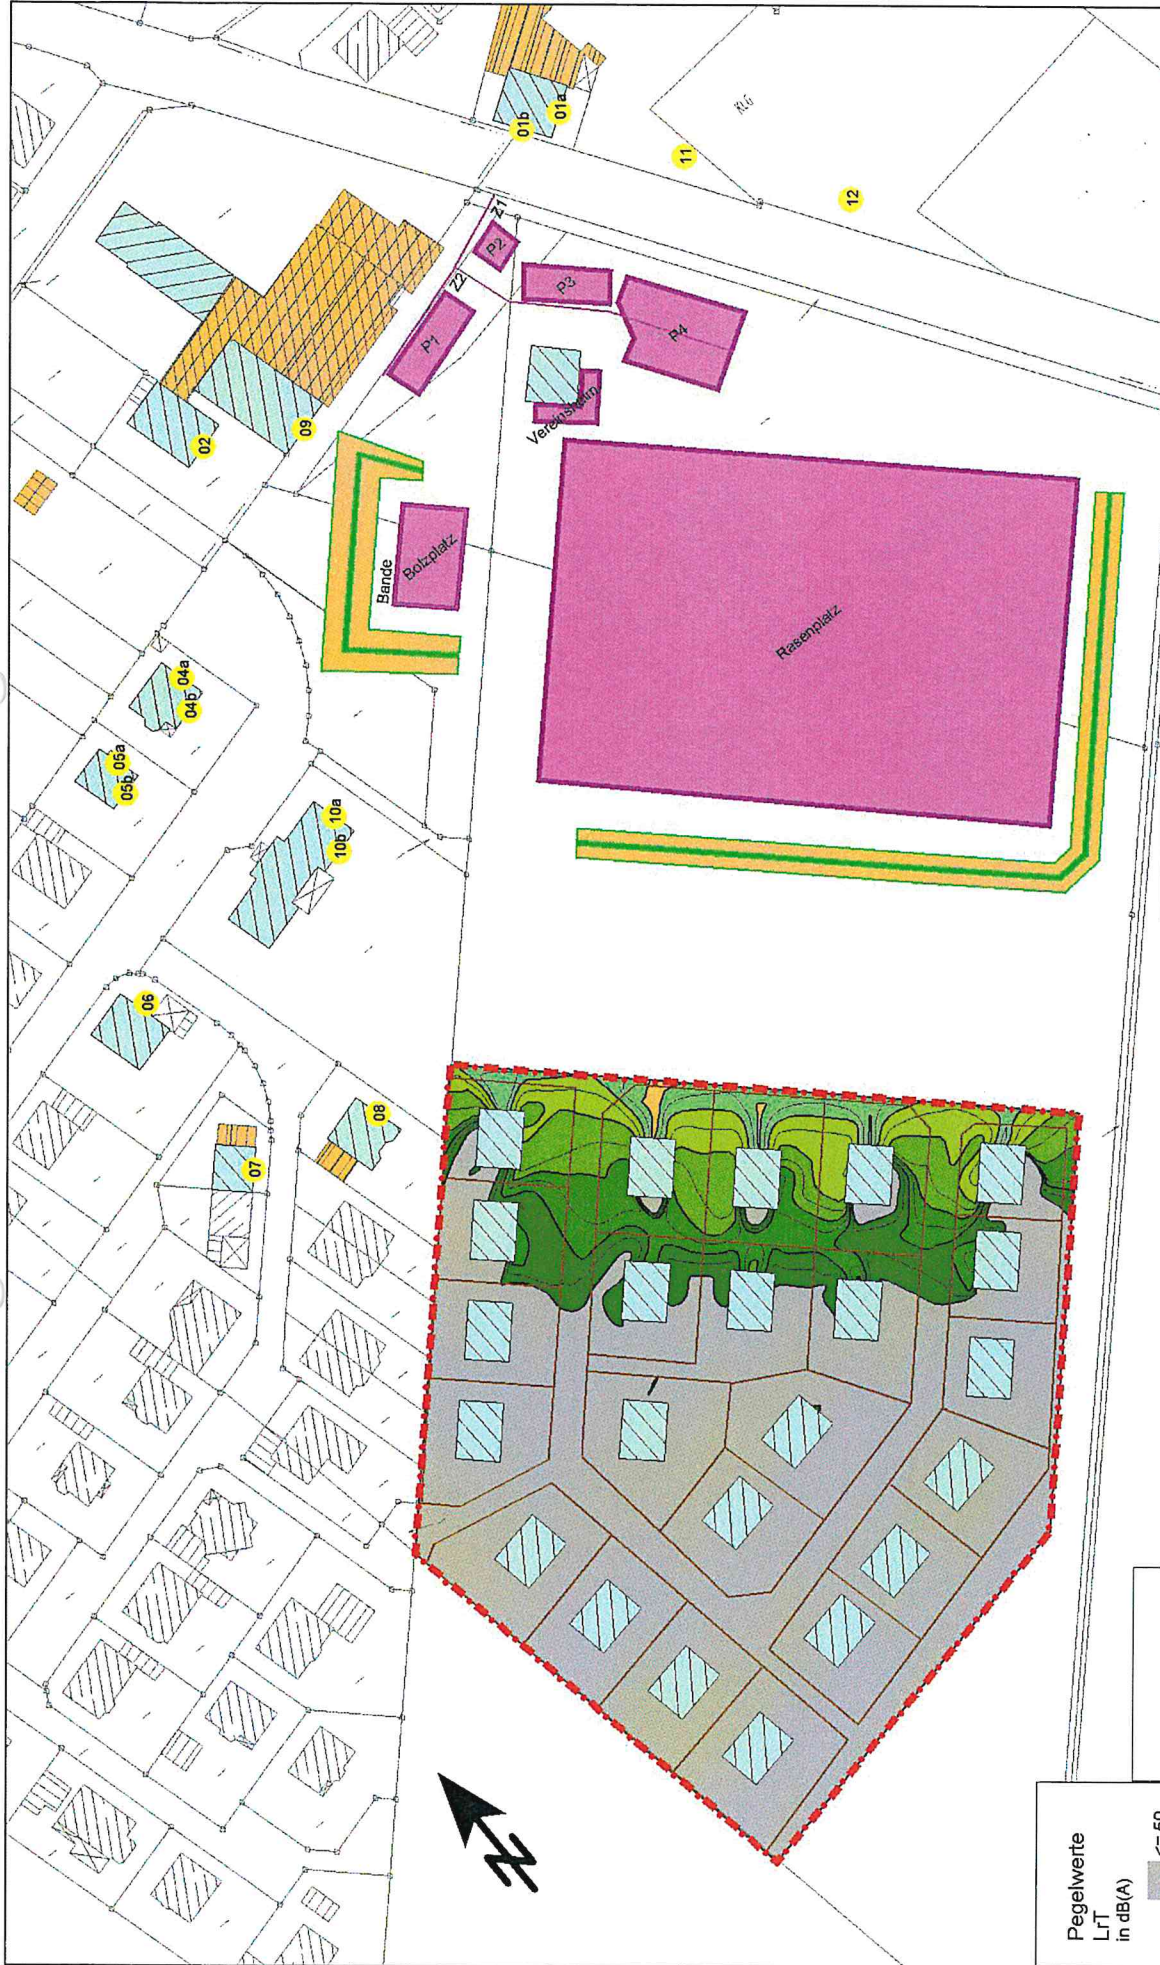 01b
01a
KLG
11
12
Z1
P2
Z2
P3
P1
P4
Vereinsheim
02
09
Bande
Bolzplatz
Rasenplatz
04a
04b
05a
05b
10a
10b
06
07
08
N
Pegelwerte
LrT
in dB(A)